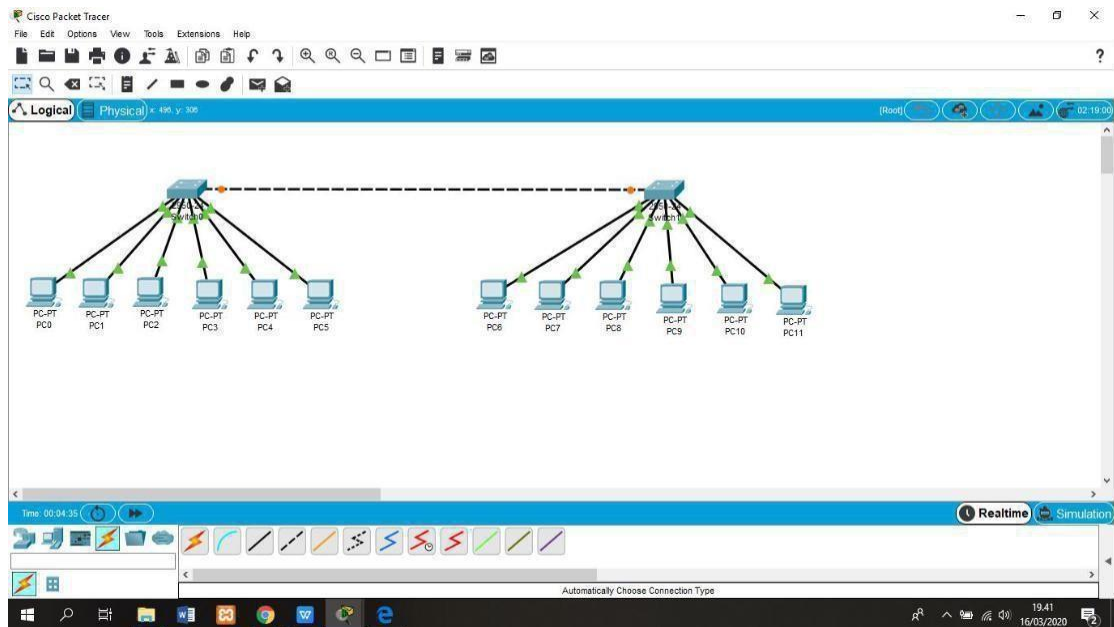 Cisco Packet Tracer
File Edit Options View Tools Extensions Help
?
Logical Physical x: 496, y: 306 [Root] 02:19:00
Switch0
PC-PT PC0
PC-PT PC1
PC-PT PC2
PC-PT PC3
PC-PT PC4
PC-PT PC5
PC-PT PC6
PC-PT PC7
PC-PT PC8
PC-PT PC9
PC-PT PC10
PC-PT PC11
Time: 00:04:35 Realtime Simulation
Automatically Choose Connection Type
19.41
16/03/2020